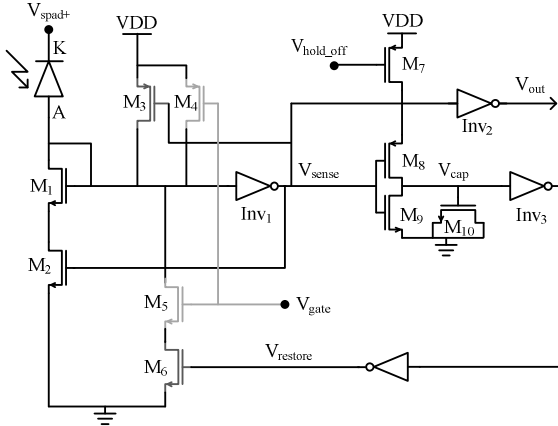 Vspad+
K
VDD
VDD
Vhold_off
M7
Vout
A
M3
M4
Inv2
M1
Vsense
M8
Vcap
Inv1
M9
M10
Inv3
M2
M5
Vgate
Vrestore
M6